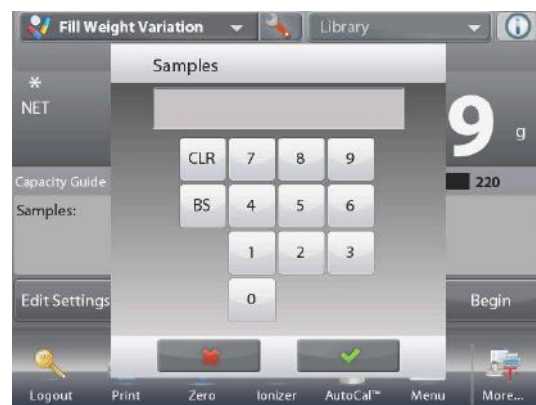 Fill Weight Variation
Library
Samples
*
NET
9 g
CLR 7 8 9
Capacity Guide
220
BS 4 5 6
Samples:
1 2 3
Edit Settings
0
Begin
Logout Print Zero Ionizer AutoCal™ Menu More...